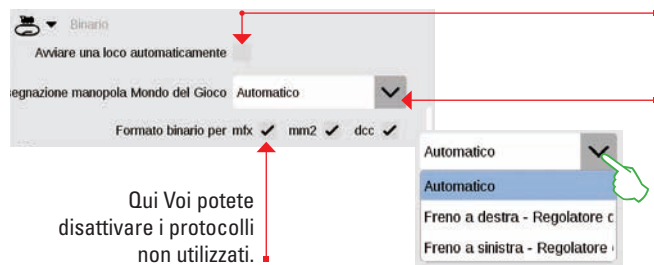 Binario
Avviare una loco automaticamente
egnazione manopola Mondo del Gioco Automatico
Formato binario per mfx ✓ mm2 ✓ dcc ✓
Automatico
Automatico
Freno a destra - Regolatore
Freno a sinistra - Regolatore
Qui Voi potete
disattivare i protocolli
non utilizzati.